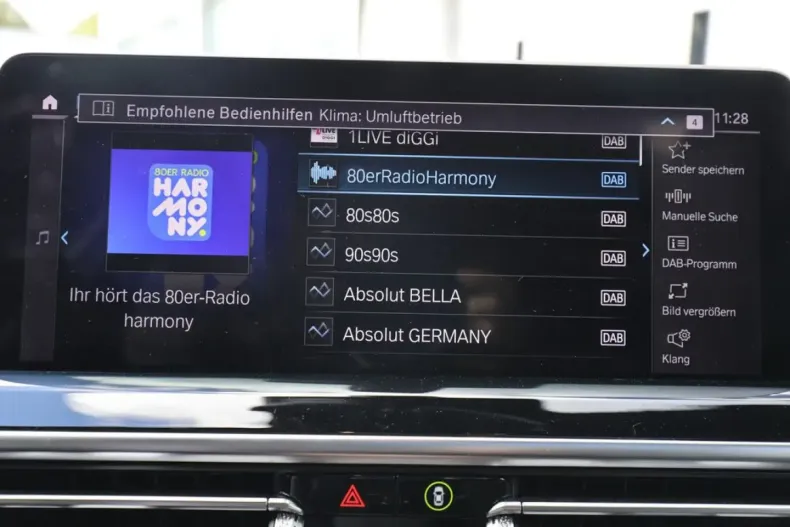 Empfohlene Bedienhilfen Klima: Umluftbetrieb
4
11:28
80ER RADIO
HAR
MO
NY.
Ihr hört das 80er-Radio
harmony
1LIVE
DIGGI
1LIVE diGGi
DAB
80erRadioHarmony
DAB
80s80s
DAB
90s90s
DAB
Absolut BELLA
DAB
Absolut GERMANY
DAB
Sender speichern
Manuelle Suche
DAB-Programm
Bild vergrößern
Klang